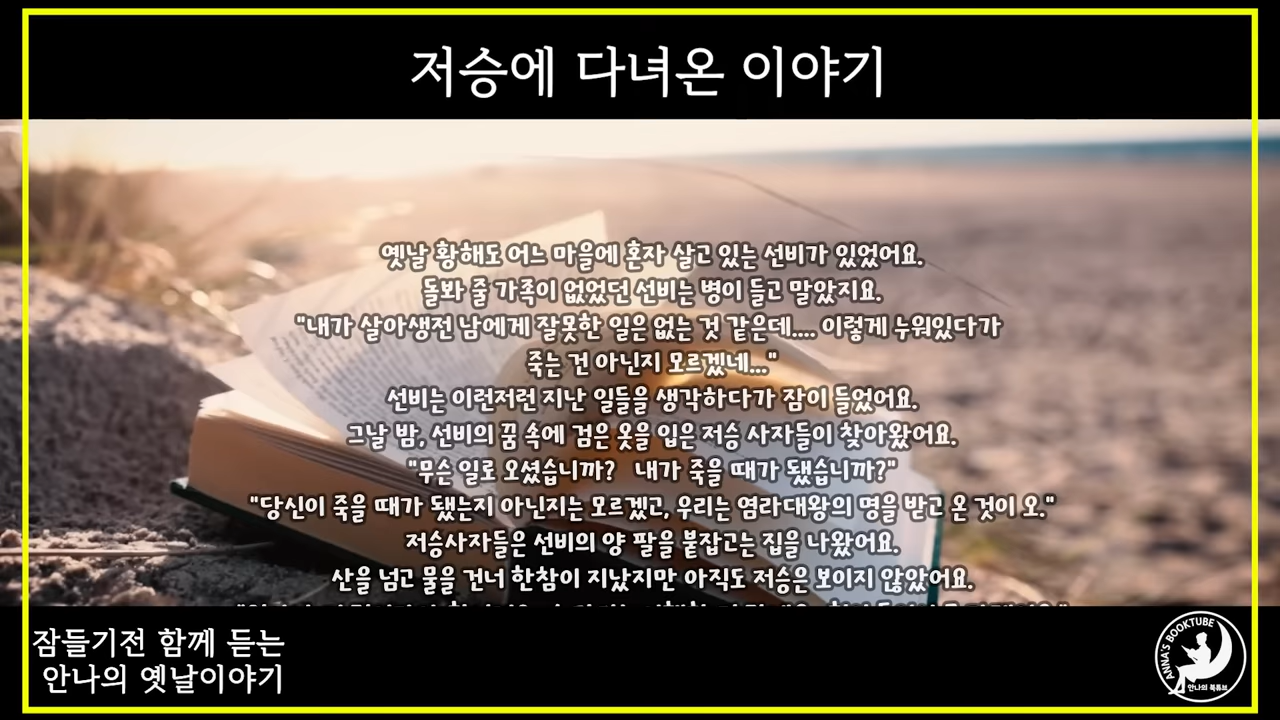 저승에 다녀온 이야기
옛날 황해도 어느 마을에 혼자 살고 있는 선비가 있었어요.
돌봐 줄 가족이 없었던 선비는 병이 들고 말았지요.
"내가 살아생전 남에게 잘못한 일은 없는 것 같은데.... 이렇게 누워있다가
죽는 건 아닌지 모르겠네..."
선비는 이런저런 지난 일들을 생각하다가 잠이 들었어요.
그날 밤, 선비의 꿈 속에 검은 옷을 입은 저승 사자들이 찾아왔어요.
"무슨 일로 오셨습니까? 내가 죽을 때가 됐습니까?"
"당신이 죽을 때가 됐는지 아닌지는 모르겠고, 우리는 염라대왕의 명을 받고 온 것이 오."
저승사자들은 선비의 양 팔을 붙잡고는 집을 나왔어요.
산을 넘고 물을 건너 한참이 지났지만 아직도 저승은 보이지 않았어요.
잠들기전 함께 듣는
안나의 옛날이야기
ANNA'S BOOKTUBE
안나의 북튜브